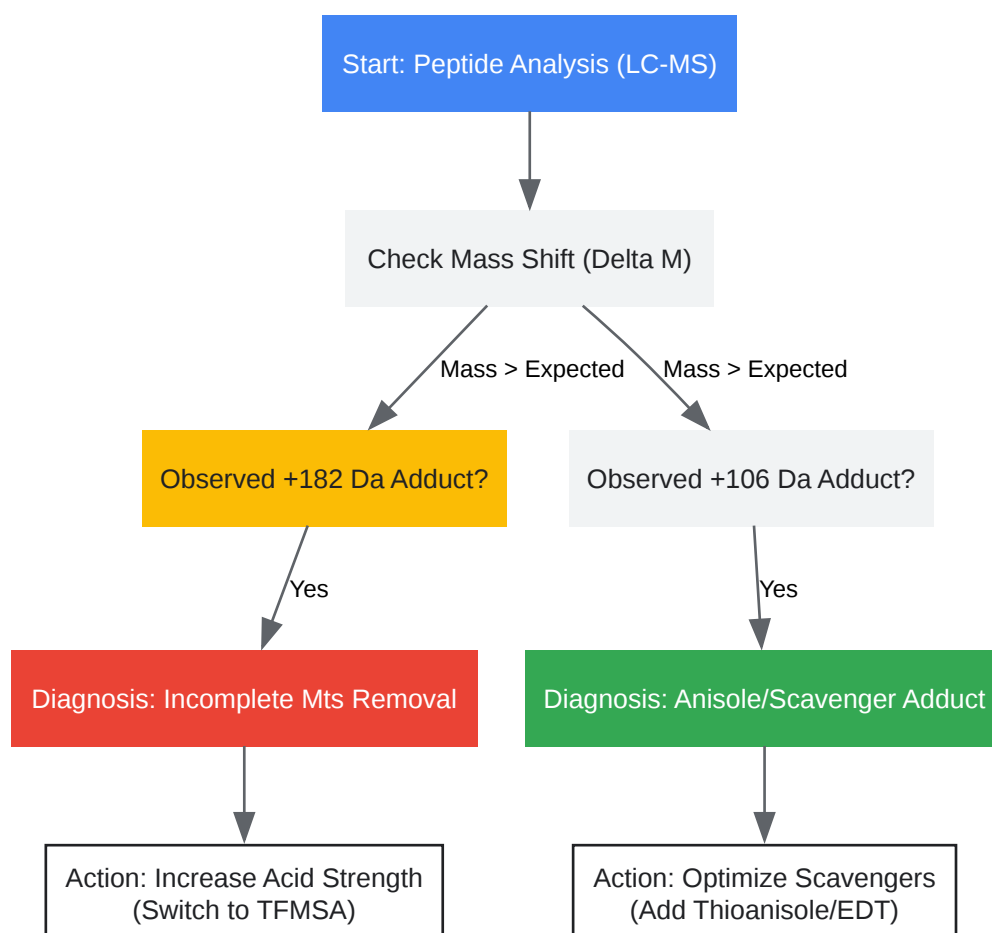 Start: Peptide Analysis (LC-MS)
Check Mass Shift (Delta M)
Mass > Expected
Mass > Expected
Observed +182 Da Adduct?
Observed +106 Da Adduct?
Yes
Yes
Diagnosis: Incomplete Mts Removal
Diagnosis: Anisole/Scavenger Adduct
Action: Increase Acid Strength
(Switch to TFMSA)
Action: Optimize Scavengers
(Add Thioanisole/EDT)